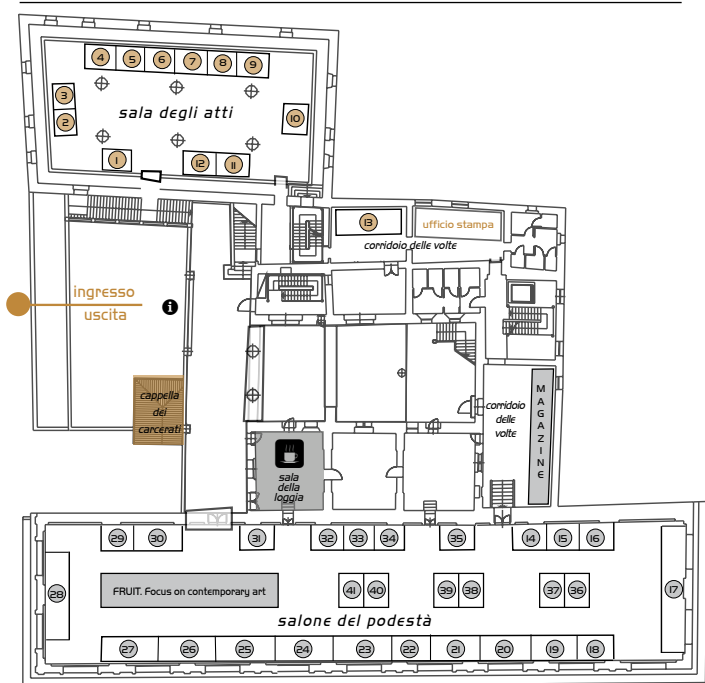 4 5 6 7 8 9
3
2
sala degli atti
10
1
12 11
13
ufficio stampa
corridoio delle volte
ingresso
uscita
i
cappella
dei
carcerati
corridoio
delle
volte
MAGAZINE
sala
della
loggia
29 30 31 32 33 34 35 14 15 16
28
FRUIT. Focus on contemporary art
41 40 39 38 37 36
17
salone del podestà
27 26 25 24 23 22 21 20 19 18